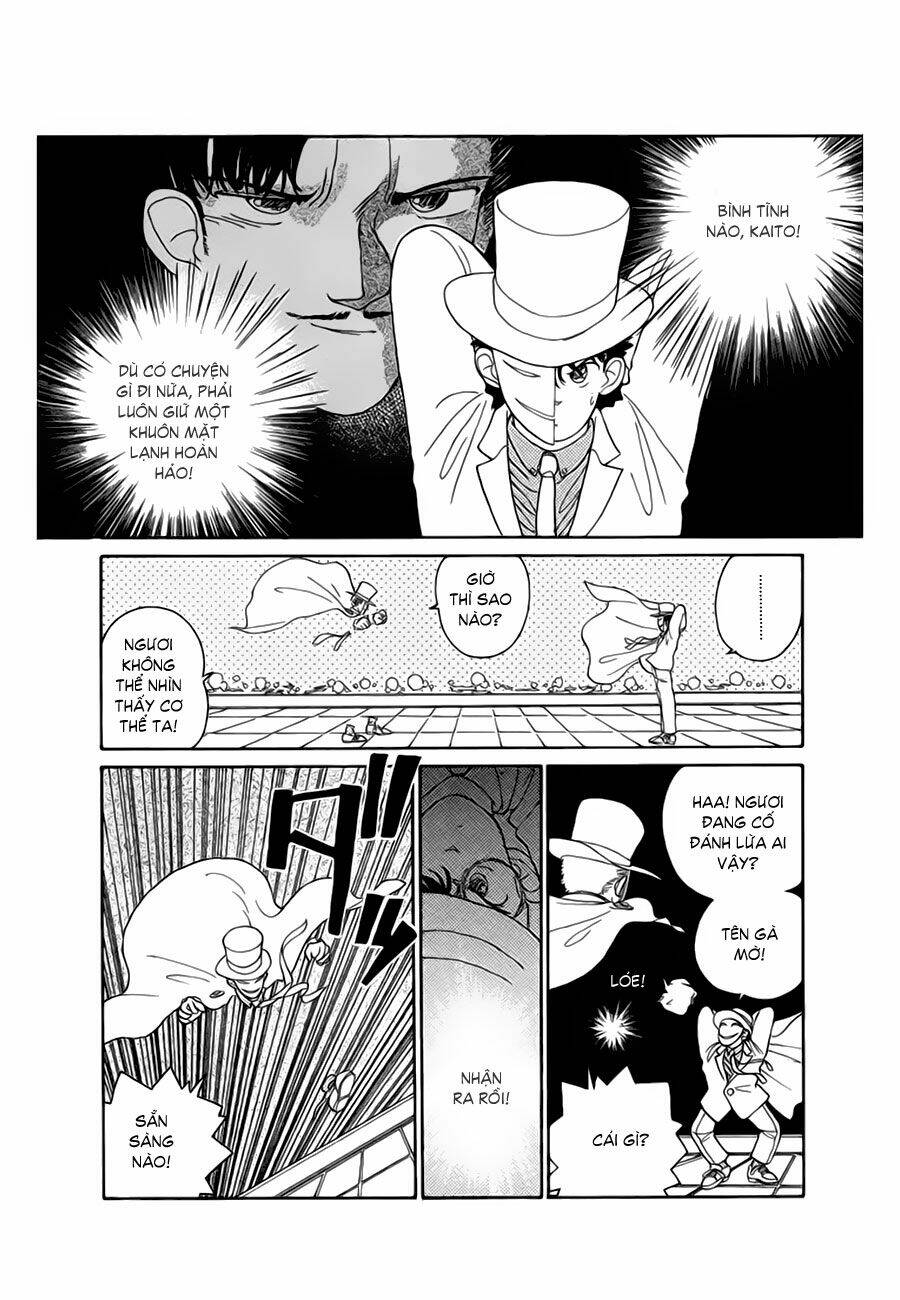 BÌNH TĨNH
NÀO, KAITO!
DÙ CÓ CHUYỆN
GÌ ĐI NỮA, PHẢI
LUÔN GIỮ MỘT
KHUÔN MẶT
LẠNH HOÀN
HẢO!
.........
GIỜ
THÌ SAO
NÀO?
NGƯƠI
KHÔNG
THỂ NHÌN
THẤY CƠ
THỂ TA!
HAA! NGƯƠI
ĐANG CỐ
ĐÁNH LỪA AI
VẬY?
TÊN GÀ
MỜ!
LÓE!
CÁI GÌ?
NHẬN
RA RỒI!
ダッ
SẴN
SÀNG
NÀO!